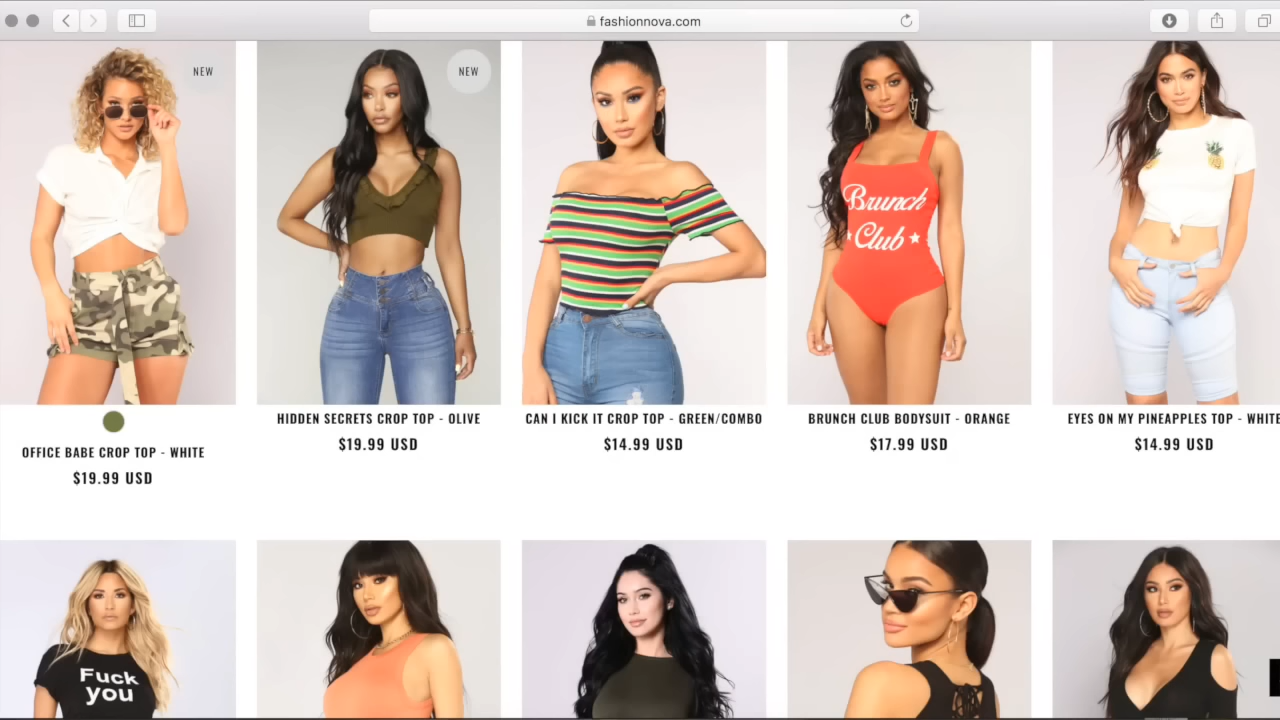 fashionnova.com
NEW
NEW
Brunch
Club
OFFICE BABE CROP TOP - WHITE
$19.99 USD
HIDDEN SECRETS CROP TOP - OLIVE
$19.99 USD
CAN I KICK IT CROP TOP - GREEN/COMBO
$14.99 USD
BRUNCH CLUB BODYSUIT - ORANGE
$17.99 USD
EYES ON MY PINEAPPLES TOP - WHITE
$14.99 USD
Fuck
you